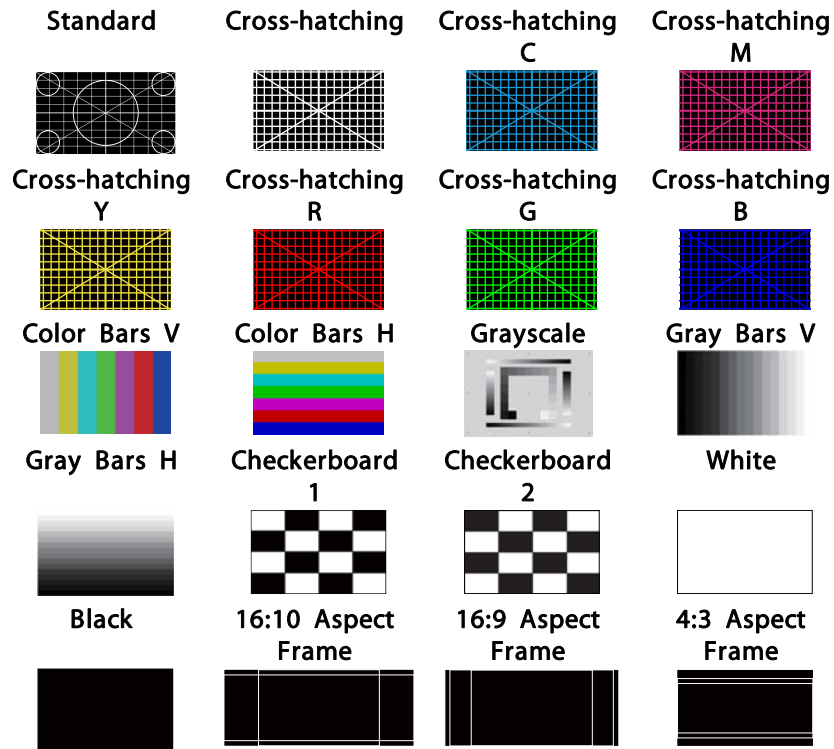 Standard
Cross-hatching
Cross-hatching
C
Cross-hatching
M
Cross-hatching
Y
Cross-hatching
R
Cross-hatching
G
Cross-hatching
B
Color Bars V
Color Bars H
Grayscale
Gray Bars V
Gray Bars H
Checkerboard
1
Checkerboard
2
White
Black
16:10 Aspect
Frame
16:9 Aspect
Frame
4:3 Aspect
Frame